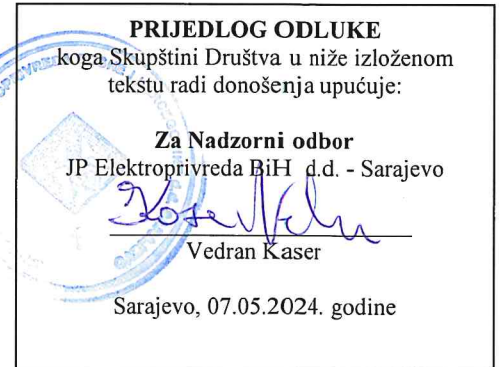 PRIJEDLOG ODLUKE
koga Skupštini Društva u niže izloženom
tekstu radi donošenja upućuje:
Za Nadzorni odbor
JP Elektroprivreda BiH d.d. - Sarajevo
Vedran Kaser
Sarajevo, 07.05.2024. godine